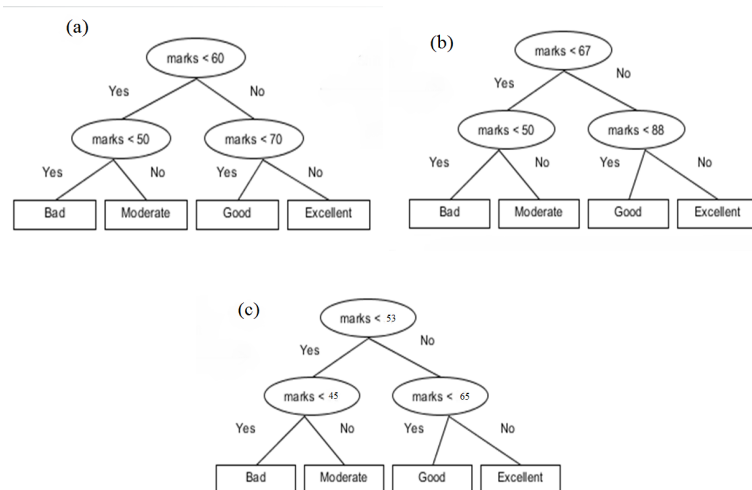 (a)
marks < 60
Yes
No
marks < 50
marks < 70
Yes
No
Yes
No
Bad
Moderate
Good
Excellent
(b)
marks < 67
Yes
No
marks < 50
marks < 88
Yes
No
Yes
No
Bad
Moderate
Good
Excellent
(c)
marks < 53
Yes
No
marks < 45
marks < 65
Yes
No
Yes
No
Bad
Moderate
Good
Excellent